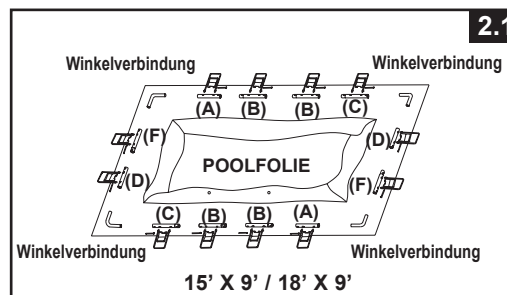 2.1
Winkelverbindung Winkelverbindung
(A) (B) (B) (C)
(F) (D)
POOLFOLIE
(D) (F)
(C) (B) (B) (A)
Winkelverbindung Winkelverbindung
15’ X 9’ / 18’ X 9’